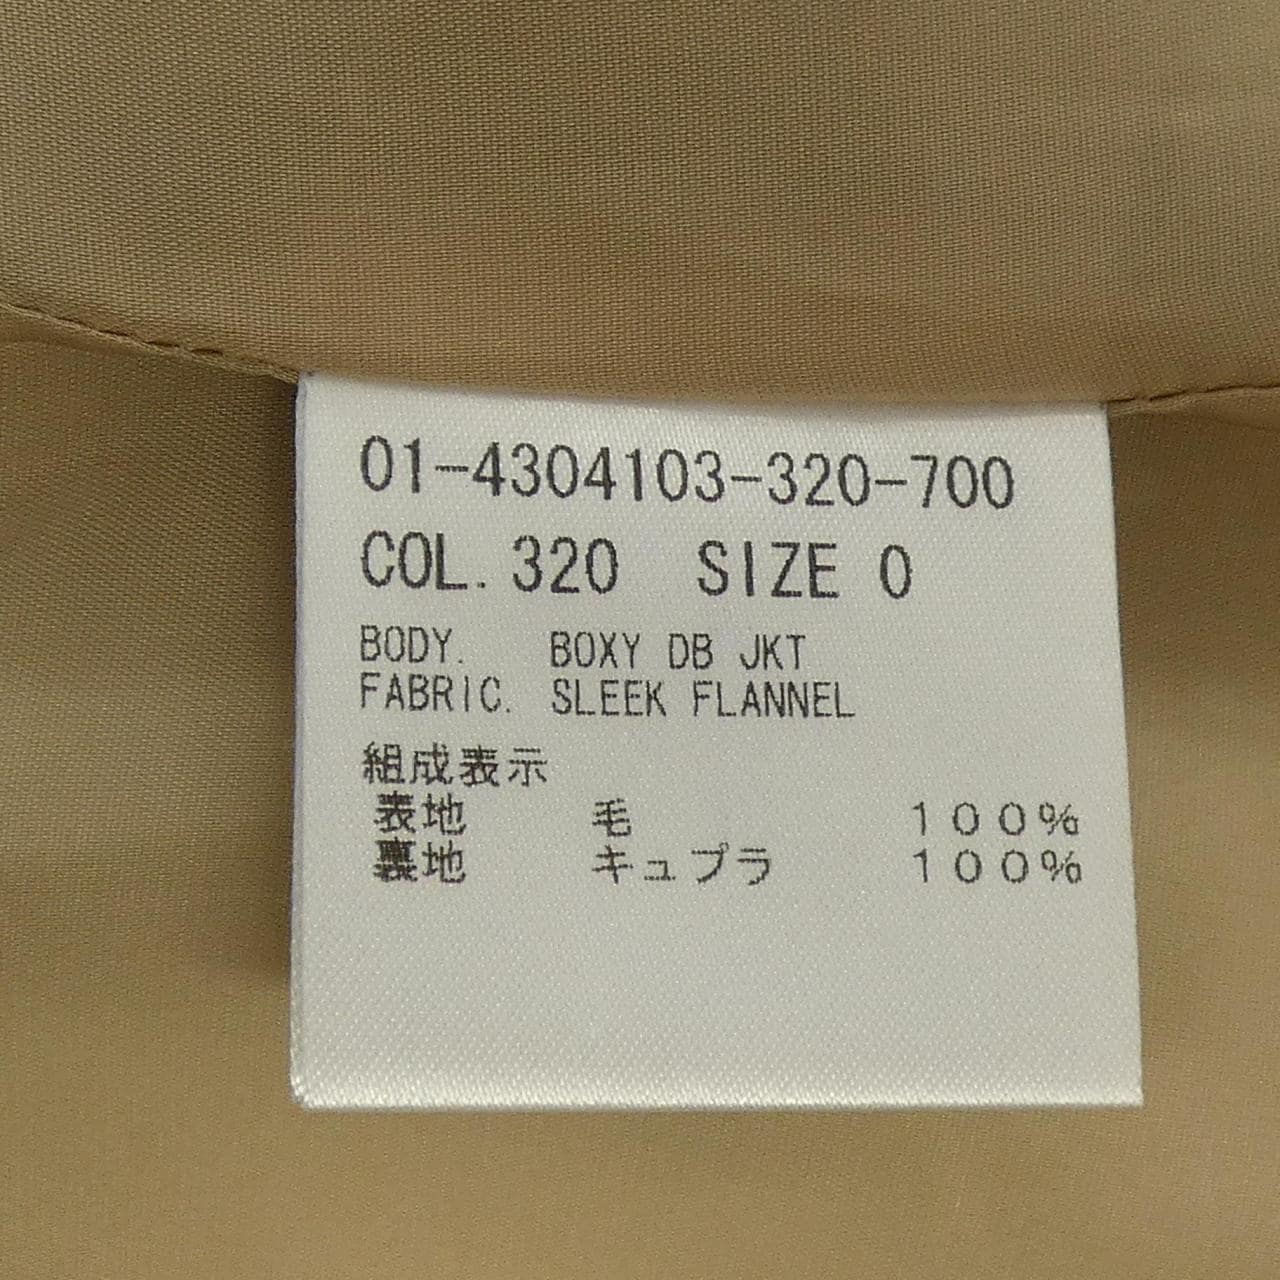 01-4304103-320-700
COL. 320 SIZE 0
BODY. BOXY DB JKT
FABRIC. SLEEK FLANNEL
組成表示
表地 毛 100%
裏地 キュプラ 100%